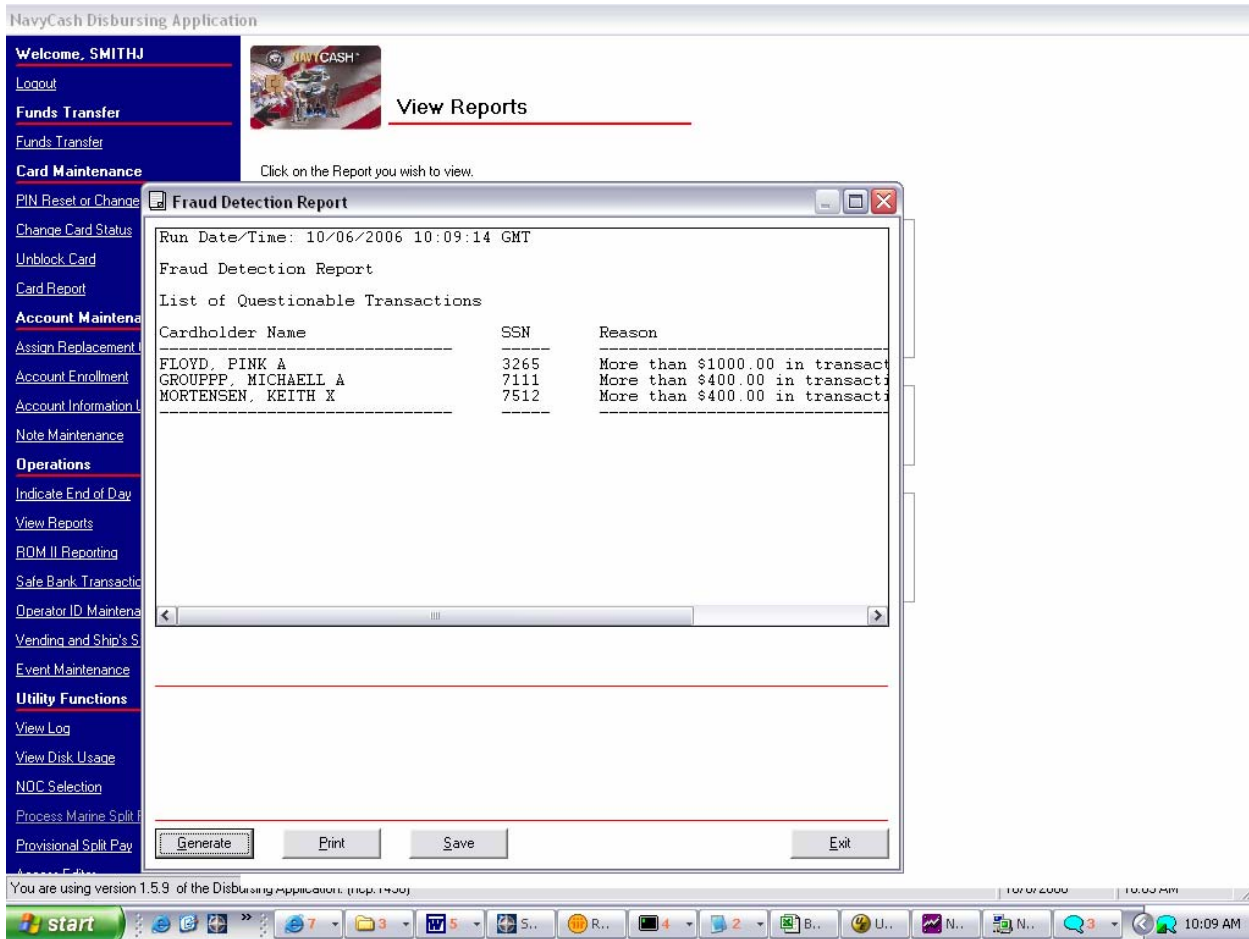 NavyCash Disbursing Application
Welcome, SMITHJ
Logout
Funds Transfer
Funds Transfer
Card Maintenance
PIN Reset or Change
Change Card Status
Unblock Card
Card Report
Account Maintena
Assign Replacement
Account Enrollment
Account Information
Note Maintenance
Operations
Indicate End of Day
View Reports
ROM II Reporting
Safe Bank Transactio
Operator ID Maintena
Vending and Ship's S
Event Maintenance
Utility Functions
View Log
View Disk Usage
NOC Selection
Process Marine Split
Provisional Split Pay
NAVYCASH
View Reports
Click on the Report you wish to view.
Fraud Detection Report
Run Date/Time: 10/06/2006 10:09:14 GMT
Fraud Detection Report
List of Questionable Transactions
Cardholder Name SSN Reason
FLOYD, PINK A 3265 More than $1000.00 in transact
GROUPPP, MICHAELL A 7111 More than $400.00 in transacti
MORTENSEN, KEITH X 7512 More than $400.00 in transacti
Generate Print Save Exit
You are using version 1.5.9 of the Disbursing Application.
start 7 3 W 5 S.. R.. 4 2 B.. U.. N.. N.. 3 10:09 AM